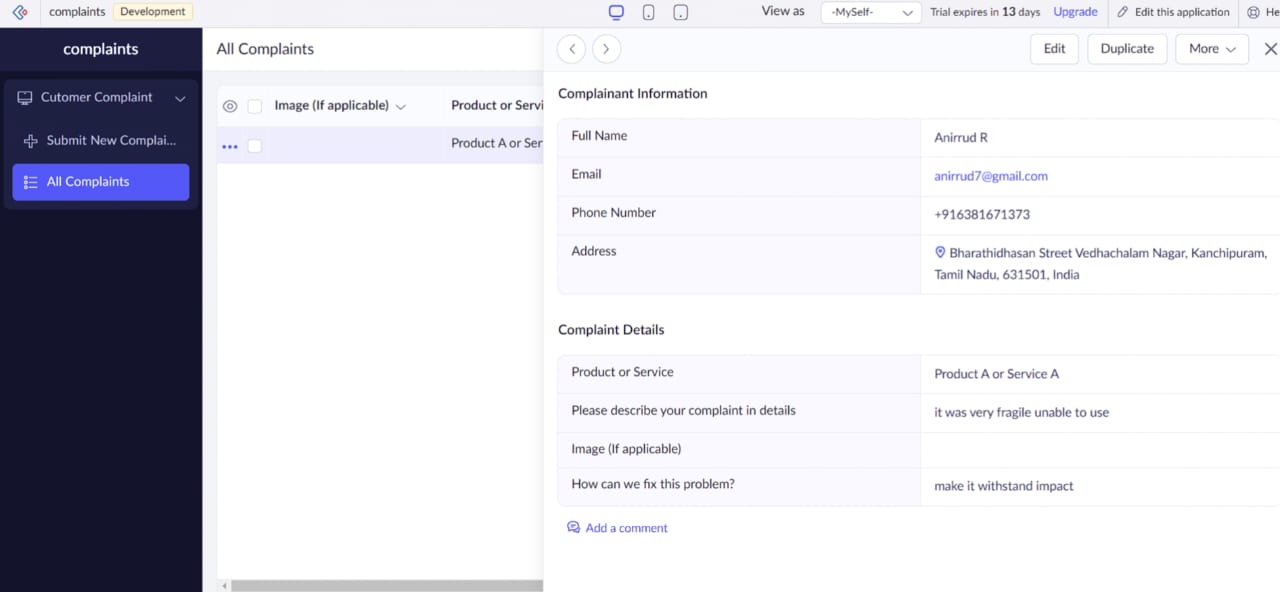 complaints Development View as -MySelf- Trial expires in 13 days Upgrade Edit this application
complaints
Cutomer Complaint
Submit New Complai...
All Complaints
All Complaints
Image (If applicable) Product or Servi
Product A or Ser
Edit Duplicate More
Complainant Information
Full Name Anirrud R
Email anirrud7@gmail.com
Phone Number +916381671373
Address Bharathidhasan Street Vedhachalam Nagar, Kanchipuram,
Tamil Nadu, 631501, India
Complaint Details
Product or Service Product A or Service A
Please describe your complaint in details it was very fragile unable to use
Image (If applicable)
How can we fix this problem? make it withstand impact
Add a comment